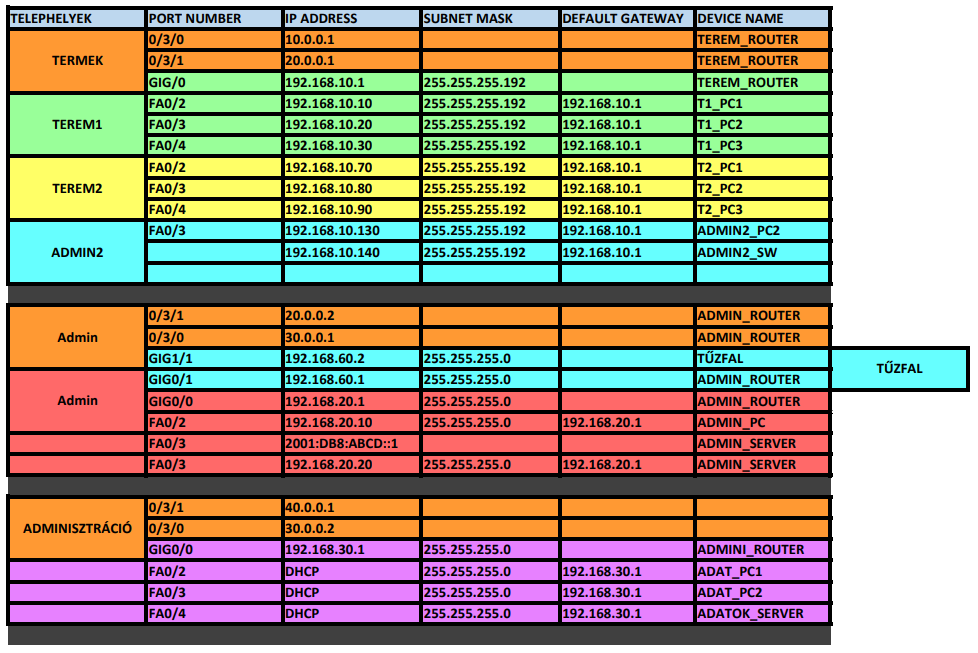 TELEPHELYEK PORT NUMBER IP ADDRESS SUBNET MASK DEFAULT GATEWAY DEVICE NAME
TERMEK
0/3/0 10.0.0.1 TEREM_ROUTER
0/3/1 20.0.0.1 TEREM_ROUTER
GIG/0 192.168.10.1 255.255.255.192 TEREM_ROUTER
TEREM1
FA0/2 192.168.10.10 255.255.255.192 192.168.10.1 T1_PC1
FA0/3 192.168.10.20 255.255.255.192 192.168.10.1 T1_PC2
FA0/4 192.168.10.30 255.255.255.192 192.168.10.1 T1_PC3
TEREM2
FA0/2 192.168.10.70 255.255.255.192 192.168.10.1 T2_PC1
FA0/3 192.168.10.80 255.255.255.192 192.168.10.1 T2_PC2
FA0/4 192.168.10.90 255.255.255.192 192.168.10.1 T2_PC3
ADMIN2
FA0/3 192.168.10.130 255.255.255.192 192.168.10.1 ADMIN2_PC2
192.168.10.140 255.255.255.192 192.168.10.1 ADMIN2_SW
Admin
0/3/1 20.0.0.2 ADMIN_ROUTER
0/3/0 30.0.0.1 ADMIN_ROUTER
GIG1/1 192.168.60.2 255.255.255.0 TŰZFAL
TŰZFAL
Admin
GIG0/1 192.168.60.1 255.255.255.0 ADMIN_ROUTER
GIG0/0 192.168.20.1 255.255.255.0 ADMIN_ROUTER
FA0/2 192.168.20.10 255.255.255.0 192.168.20.1 ADMIN_PC
FA0/3 2001:DB8:ABCD::1 ADMIN_SERVER
FA0/3 192.168.20.20 255.255.255.0 192.168.20.1 ADMIN_SERVER
ADMINISZTRÁCIÓ
0/3/1 40.0.0.1
0/3/0 30.0.0.2
GIG0/0 192.168.30.1 255.255.255.0 ADMINI_ROUTER
FA0/2 DHCP 255.255.255.0 192.168.30.1 ADAT_PC1
FA0/3 DHCP 255.255.255.0 192.168.30.1 ADAT_PC2
FA0/4 DHCP 255.255.255.0 192.168.30.1 ADATOK_SERVER